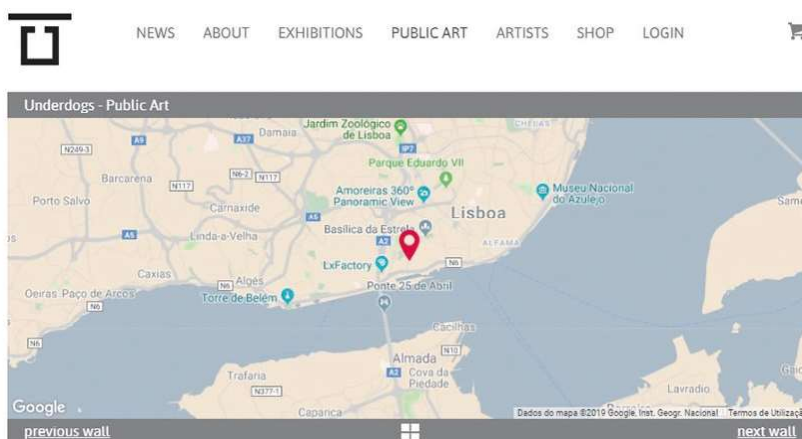 NEWS ABOUT EXHIBITIONS PUBLIC ART ARTISTS SHOP LOGIN
Underdogs - Public Art
Jardim Zoológico
de Lisboa
CHELAS
A9
A37
Damaia
IP7
N249-3
Parque Eduardo VII
Barcarena
N6-2
N117
N117
Amoreiras 360°
Panoramic View
Museu Nacional
do Azulejo
Porto Salvo
Carnaxide
A5
Lisboa
A5
Linda-a-Velha
Basílica da Estrela
A2
ALFAMA
LxFactory
N6
Caxias
Algés
N6
Ponte 25 de Abril
Oeiras
Paço de Arcos
Torre de Belém
N6
N6
Cacilhas
Almada
N10
Trafaria
A2
Cova da
Piedade
N377-1
Lavradio
Google
Caparica
Dados do mapa ©2019 Google, Inst. Geogr. Nacional
Termos de Utilizaçã
previous wall
next wall